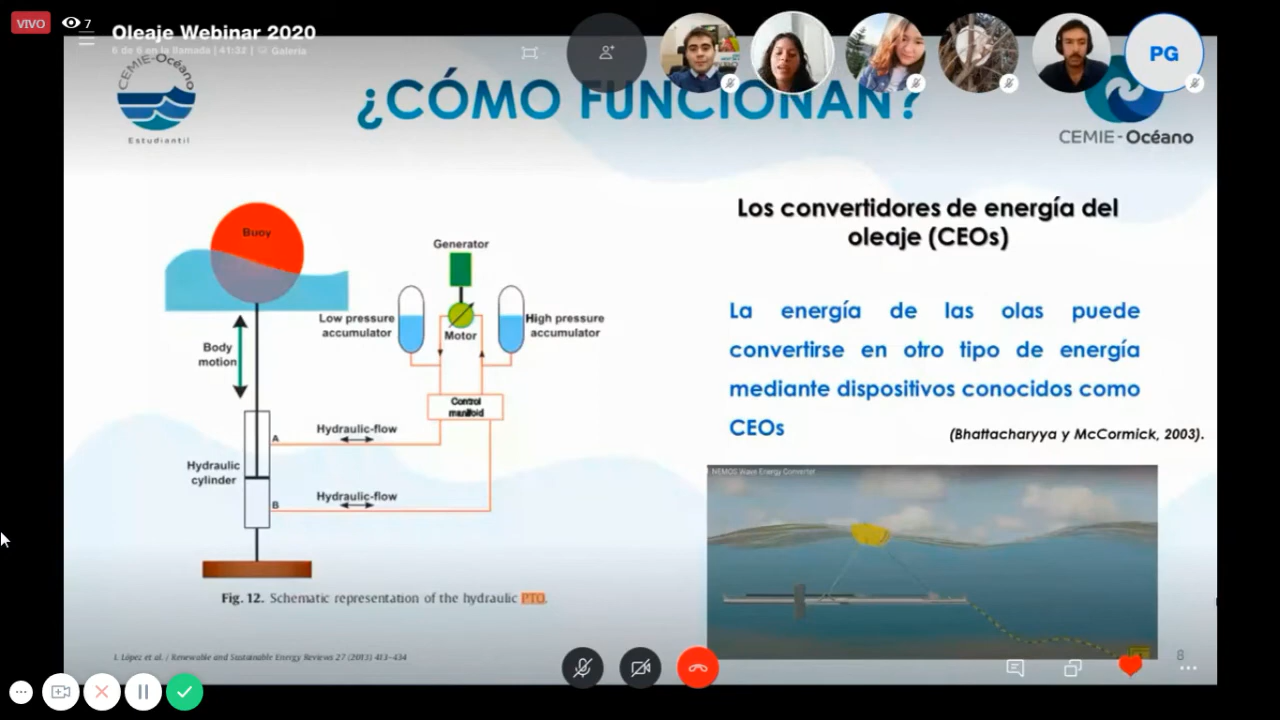 VIVO
7
Oleaje Webinar 2020
6 de 6 en la llamada | 41:32 | Galería
PG
CEMIE-Océano
Estudiantil
¿CÓMO FUNCIONAN?
CEMIE-Océano
Buoy
Generator
Low pressure
accumulator
Motor
High pressure
accumulator
Body
motion
Control
manifold
A
Hydraulic-flow
Hydraulic
cylinder
B
Hydraulic-flow
Fig. 12. Schematic representation of the hydraulic PTO.
I. López et al. / Renewable and Sustainable Energy Reviews 27 (2013) 413–434
Los convertidores de energía del
oleaje (CEOs)
La energía de las olas puede
convertirse en otro tipo de energía
mediante dispositivos conocidos como
CEOs
(Bhattacharyya y McCormick, 2003).
NEMOS Wave Energy Converter
8